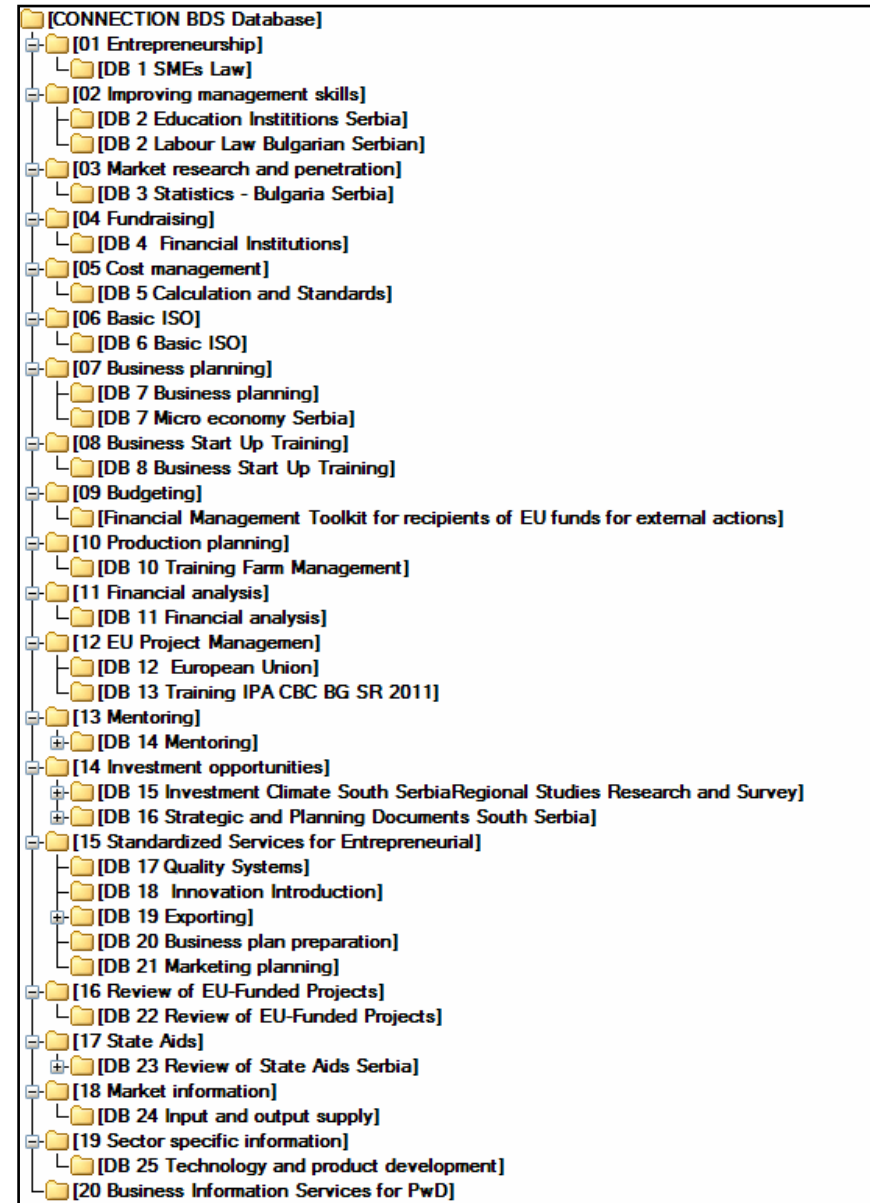 [CONNECTION BDS Database]
[01 Entrepreneurship]
[DB 1 SMEs Law]
[02 Improving management skills]
[DB 2 Education Instititions Serbia]
[DB 2 Labour Law Bulgarian Serbian]
[03 Market research and penetration]
[DB 3 Statistics - Bulgaria Serbia]
[04 Fundraising]
[DB 4  Financial Institutions]
[05 Cost management]
[DB 5 Calculation and Standards]
[06 Basic ISO]
[DB 6 Basic ISO]
[07 Business planning]
[DB 7 Business planning]
[DB 7 Micro economy Serbia]
[08 Business Start Up Training]
[DB 8 Business Start Up Training]
[09 Budgeting]
[Financial Management Toolkit for recipients of EU funds for external actions]
[10 Production planning]
[DB 10 Training Farm Management]
[11 Financial analysis]
[DB 11 Financial analysis]
[12 EU Project Managemen]
[DB 12  European Union]
[DB 13 Training IPA CBC BG SR 2011]
[13 Mentoring]
[DB 14 Mentoring]
[14 Investment opportunities]
[DB 15 Investment Climate South SerbiaRegional Studies Research and Survey]
[DB 16 Strategic and Planning Documents South Serbia]
[15 Standardized Services for Entrepreneurial]
[DB 17 Quality Systems]
[DB 18  Innovation Introduction]
[DB 19 Exporting]
[DB 20 Business plan preparation]
[DB 21 Marketing planning]
[16 Review of EU-Funded Projects]
[DB 22 Review of EU-Funded Projects]
[17 State Aids]
[DB 23 Review of State Aids Serbia]
[18 Market information]
[DB 24 Input and output supply]
[19 Sector specific information]
[DB 25 Technology and product development]
[20 Business Information Services for PwD]